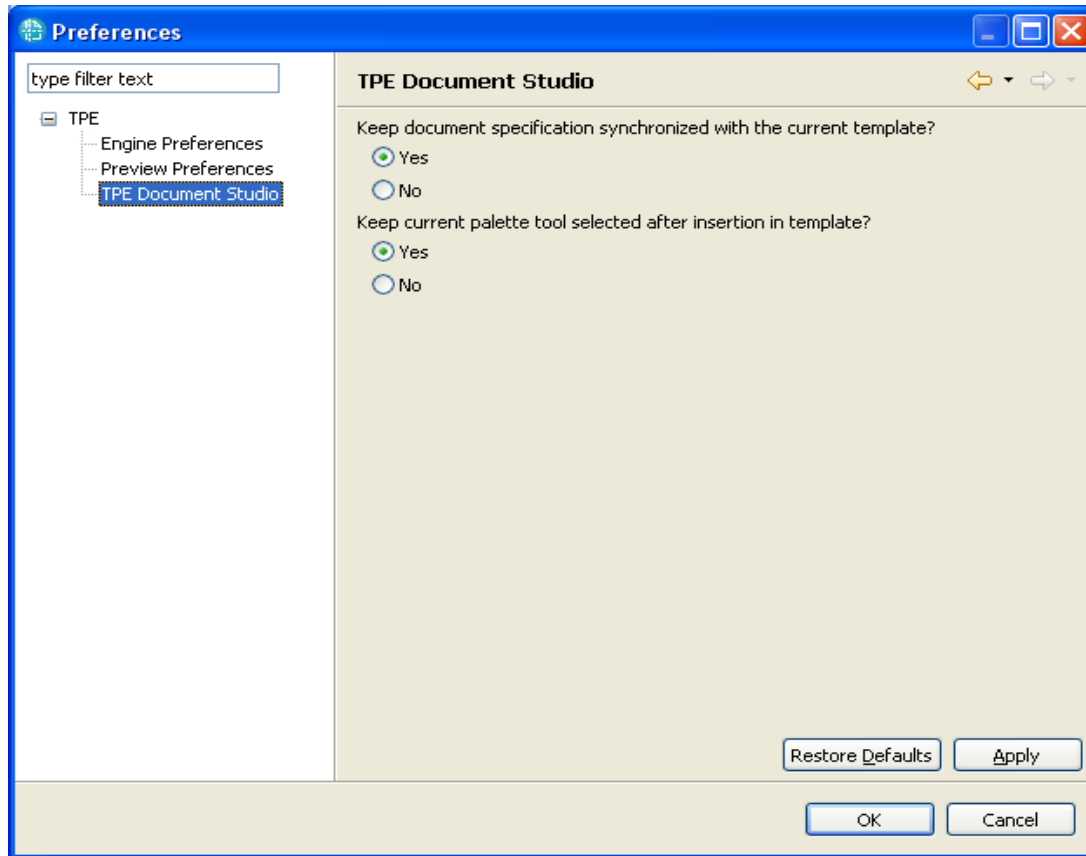 Preferences
type filter text
TPE
Engine Preferences
Preview Preferences
TPE Document Studio
TPE Document Studio
Keep document specification synchronized with the current template?
Yes
No
Keep current palette tool selected after insertion in template?
Yes
No
Restore Defaults Apply
OK Cancel